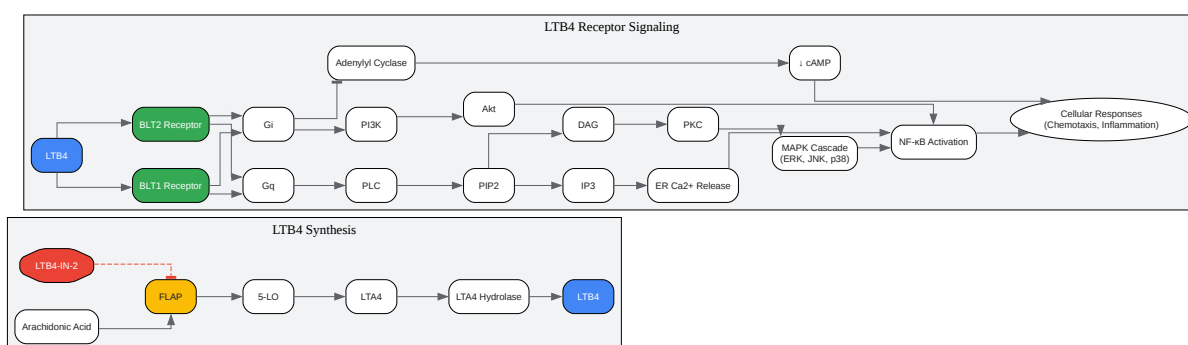 LTB4 Receptor Signaling
Adenylyl Cyclase
↓ cAMP
BLT2 Receptor
Gi
PI3K
Akt
DAG
PKC
Cellular Responses
(Chemotaxis, Inflammation)
LTB4
MAPK Cascade
(ERK, JNK, p38)
NF-κB Activation
BLT1 Receptor
Gq
PLC
PIP2
IP3
ER Ca2+ Release
LTB4 Synthesis
LTB4-IN-2
FLAP
5-LO
LTA4
LTA4 Hydrolase
LTB4
Arachidonic Acid